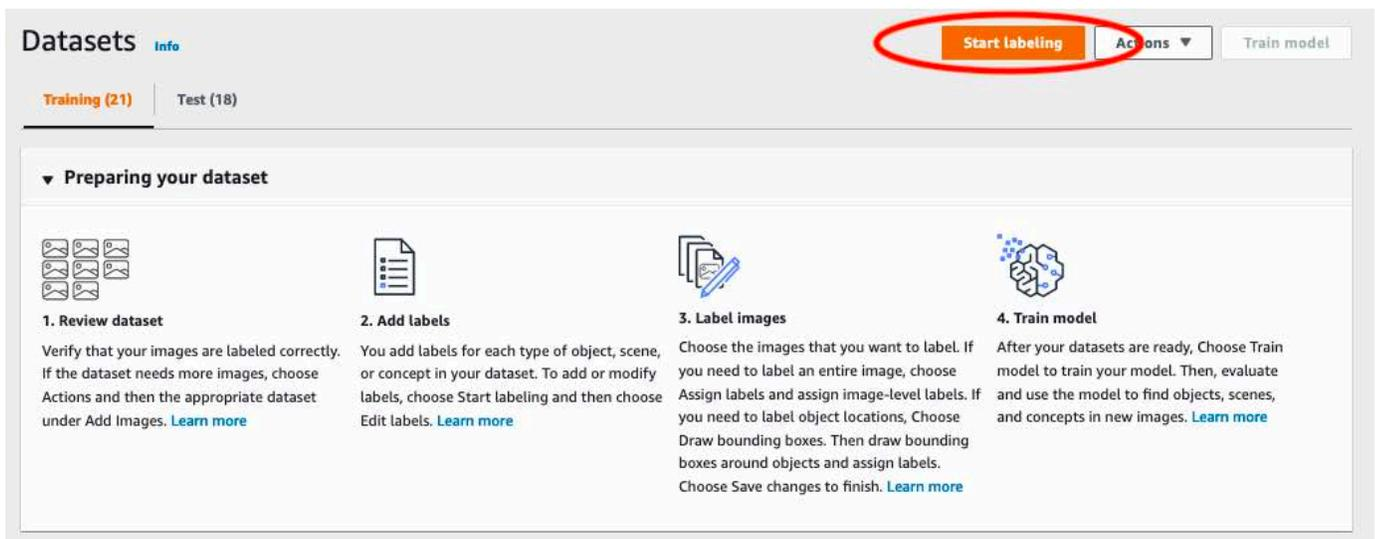 Datasets Info
Start labeling
Actions ▼
Train model
Training (21)
Test (18)
▼ Preparing your dataset
1. Review dataset
Verify that your images are labeled correctly.
If the dataset needs more images, choose
Actions and then the appropriate dataset
under Add Images. Learn more
2. Add labels
You add labels for each type of object, scene,
or concept in your dataset. To add or modify
labels, choose Start labeling and then choose
Edit labels. Learn more
3. Label images
Choose the images that you want to label. If
you need to label an entire image, choose
Assign labels and assign image-level labels. If
you need to label object locations, Choose
Draw bounding boxes. Then draw bounding
boxes around objects and assign labels.
Choose Save changes to finish. Learn more
4. Train model
After your datasets are ready, Choose Train
model to train your model. Then, evaluate
and use the model to find objects, scenes,
and concepts in new images. Learn more